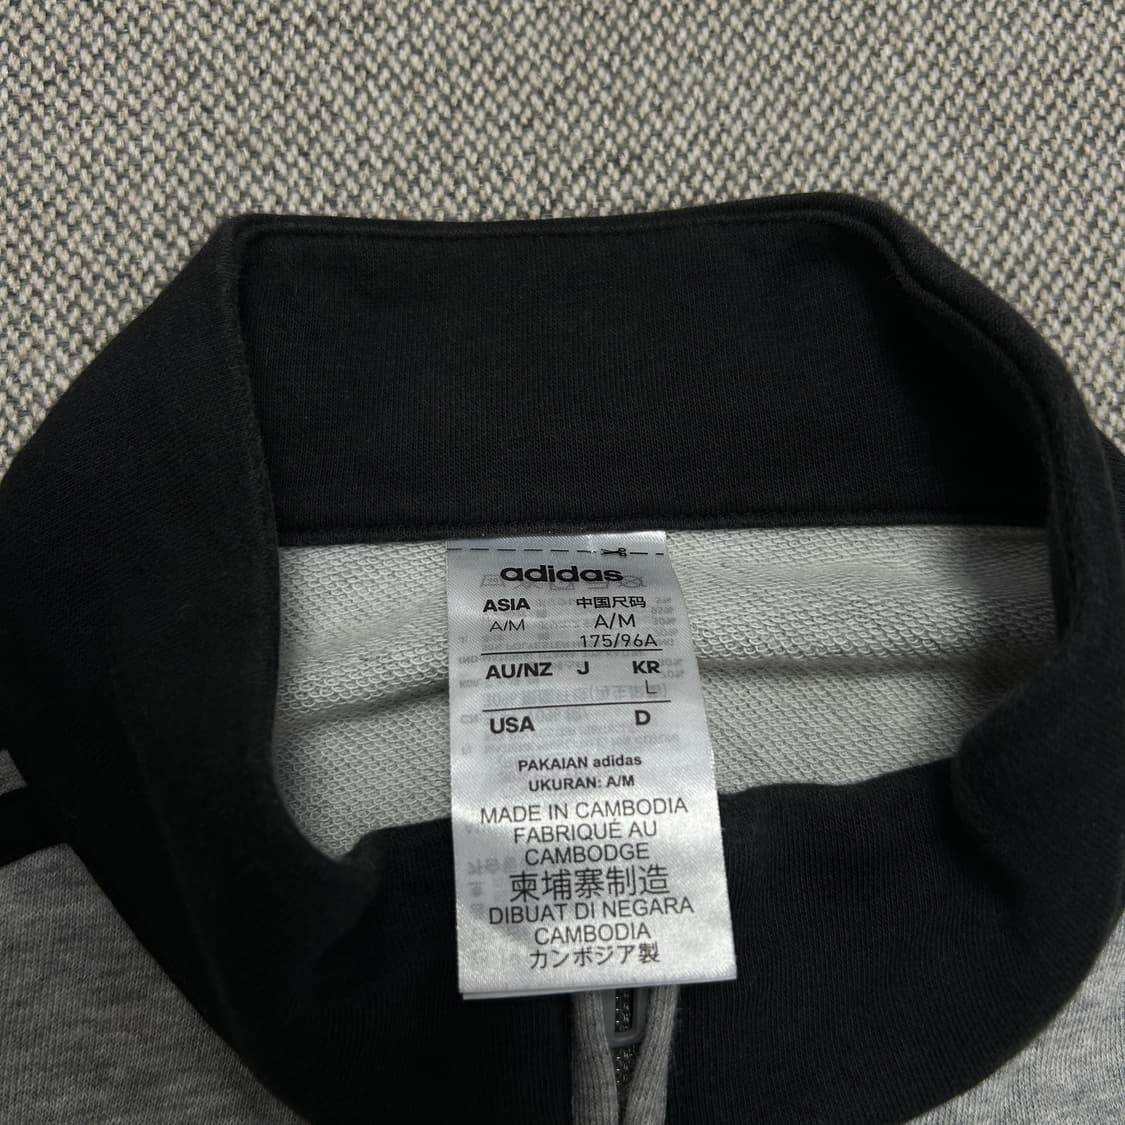 adidas
ASIA 中国尺码
A/M A/M
175/96A
AU/NZ J KR
L
USA D
PAKAIAN adidas
UKURAN: A/M
MADE IN CAMBODIA
FABRIQUÉ AU
CAMBODGE
柬埔寨制造
DIBUAT DI NEGARA
CAMBODIA
カンボジア製